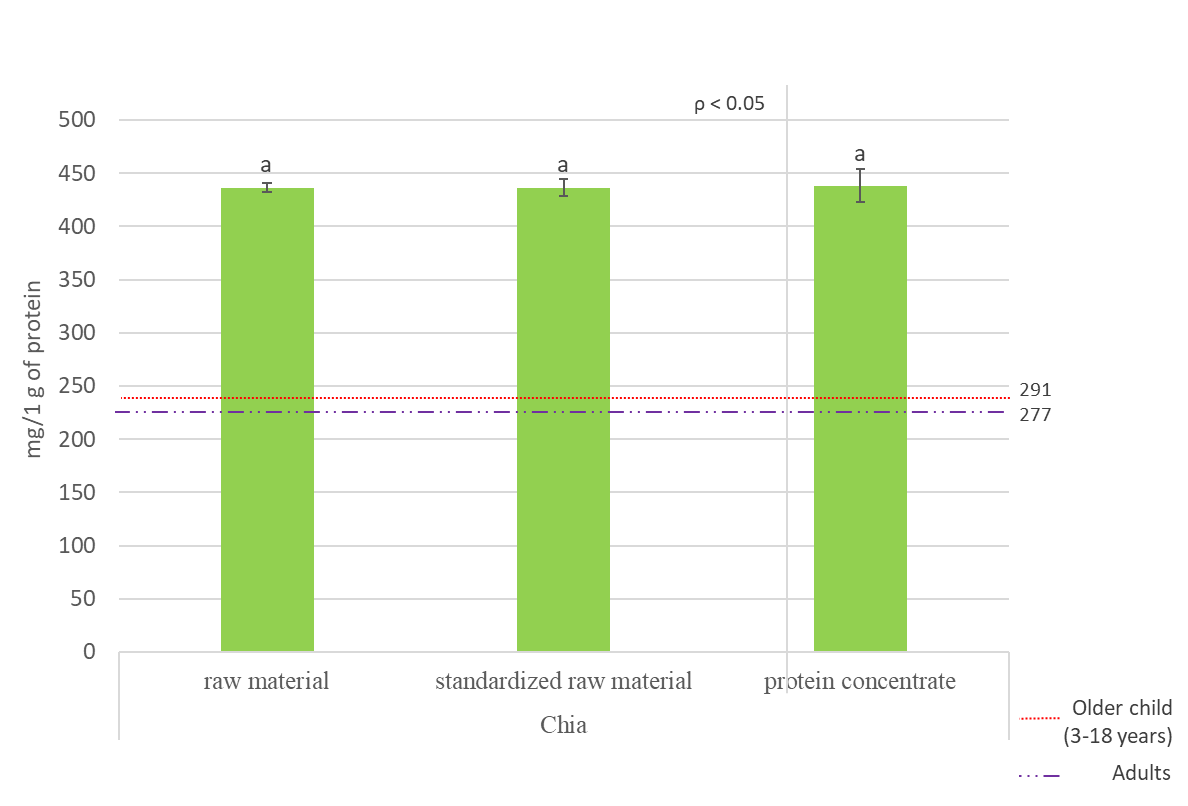 ρ < 0.05
500
450
400
350
300
250
200
150
100
50
0
mg/1 g of protein
a
a
a
291
277
raw material
standardized raw material
protein concentrate
Chia
Older child
(3-18 years)
Adults